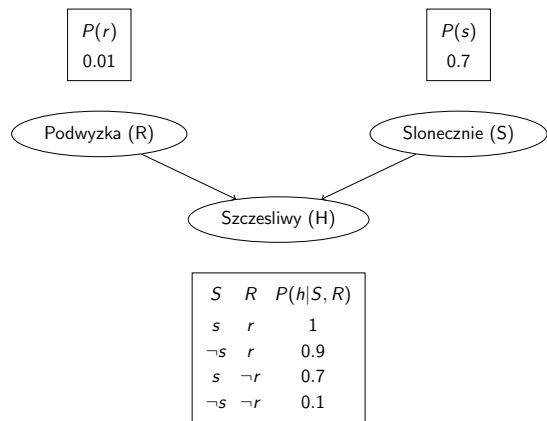 P(r)
0.01
P(s)
0.7
Podwyzka (R)
Slonecznie (S)
Szczesliwy (H)
S R P(h|S, R)
s r 1
¬s r 0.9
s ¬r 0.7
¬s ¬r 0.1